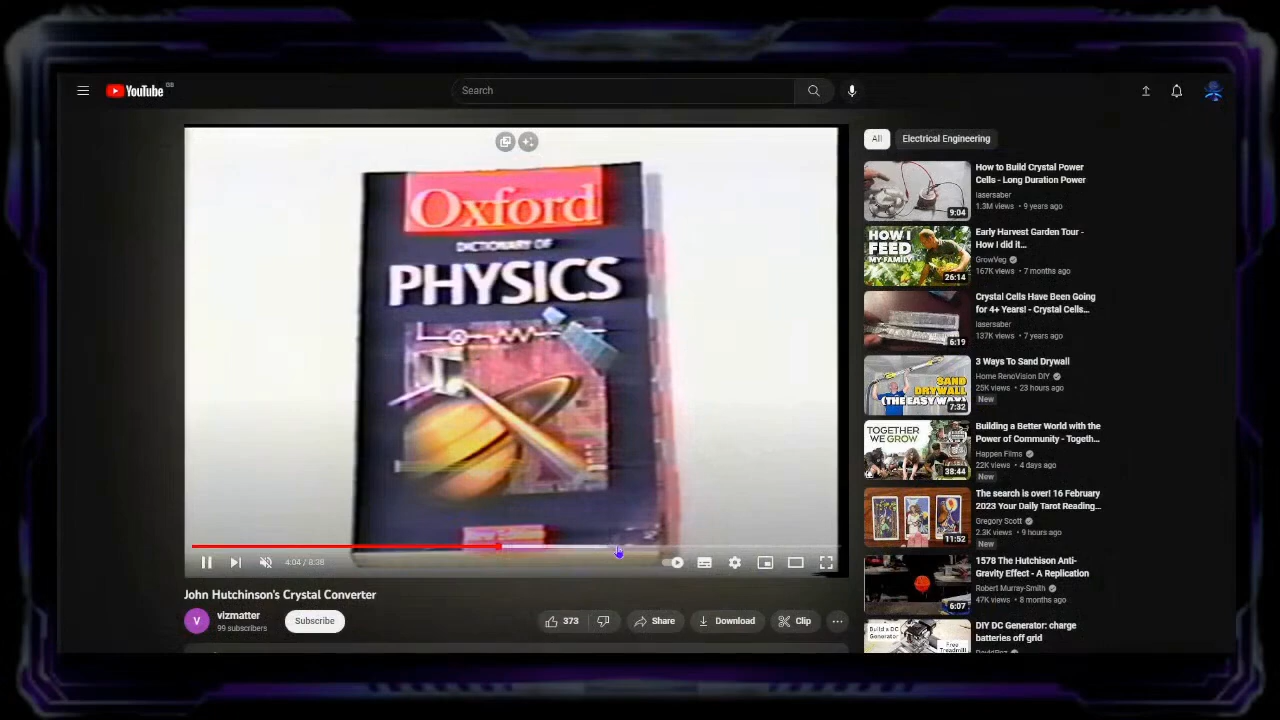 YouTube GB
Search
Oxford
DICTIONARY OF
PHYSICS
4:04 / 8:38
John Hutchinson's Crystal Converter
V
vizmatter
99 subscribers
Subscribe
373
Share
Download
Clip
All
Electrical Engineering
9:04
How to Build Crystal Power
Cells - Long Duration Power
lasersaber
1.3M views • 9 years ago
HOW I
FEED
MY FAMILY
26:14
Early Harvest Garden Tour -
How I did it...
GrowVeg
167K views • 7 months ago
6:19
Crystal Cells Have Been Going
for 4+ Years! - Crystal Cells...
lasersaber
137K views • 7 years ago
SAND
DRYWALL
(THE EASY WAY)
7:32
3 Ways To Sand Drywall
Home RenoVision DIY
25K views • 23 hours ago
New
TOGETHER
WE GROW
38:44
Building a Better World with the
Power of Community - Togeth...
Happen Films
22K views • 4 days ago
New
11:52
The search is over! 16 February
2023 Your Daily Tarot Reading...
Gregory Scott
2.3K views • 9 hours ago
New
6:07
1578 The Hutchison Anti-
Gravity Effect - A Replication
Robert Murray-Smith
47K views • 8 months ago
Build a DC
Generator
Free
Treadmill
DIY DC Generator: charge
batteries off grid